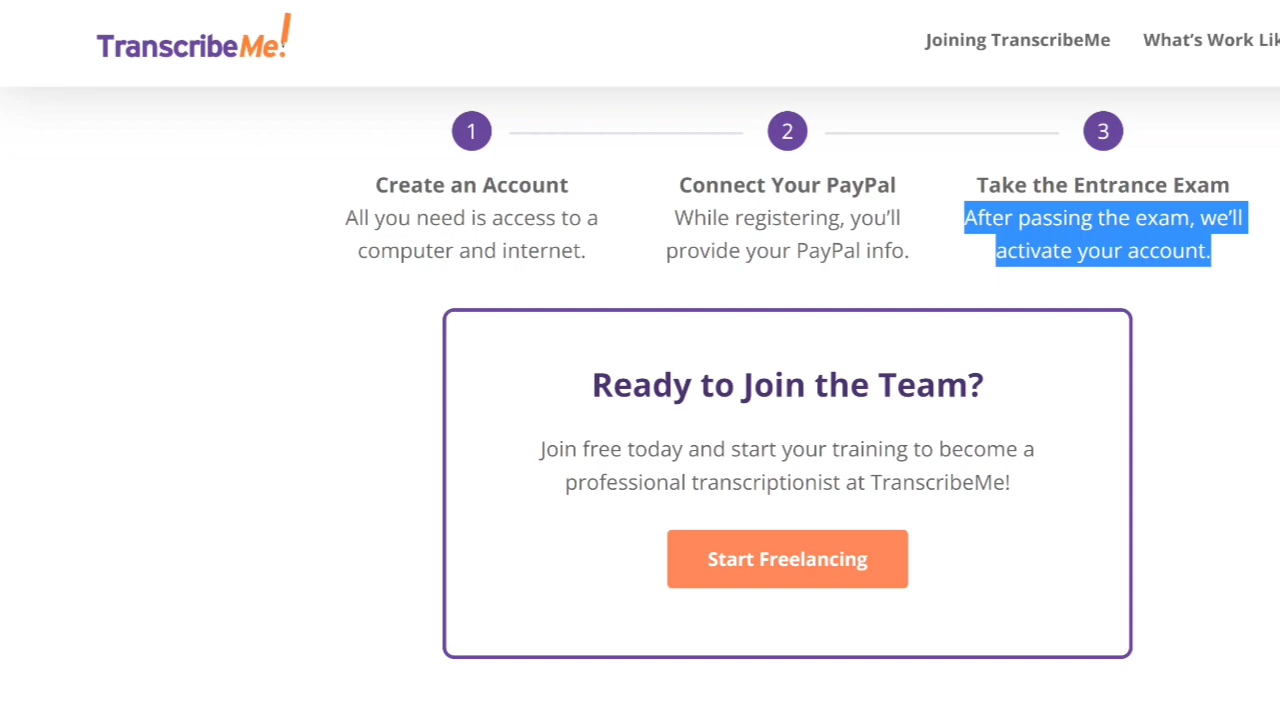 TranscribeMe!
Joining TranscribeMe
What's Work Lik
1
2
3
Create an Account
All you need is access to a
computer and internet.
Connect Your PayPal
While registering, you'll
provide your PayPal info.
Take the Entrance Exam
After passing the exam, we'll
activate your account.
Ready to Join the Team?
Join free today and start your training to become a
professional transcriptionist at TranscribeMe!
Start Freelancing